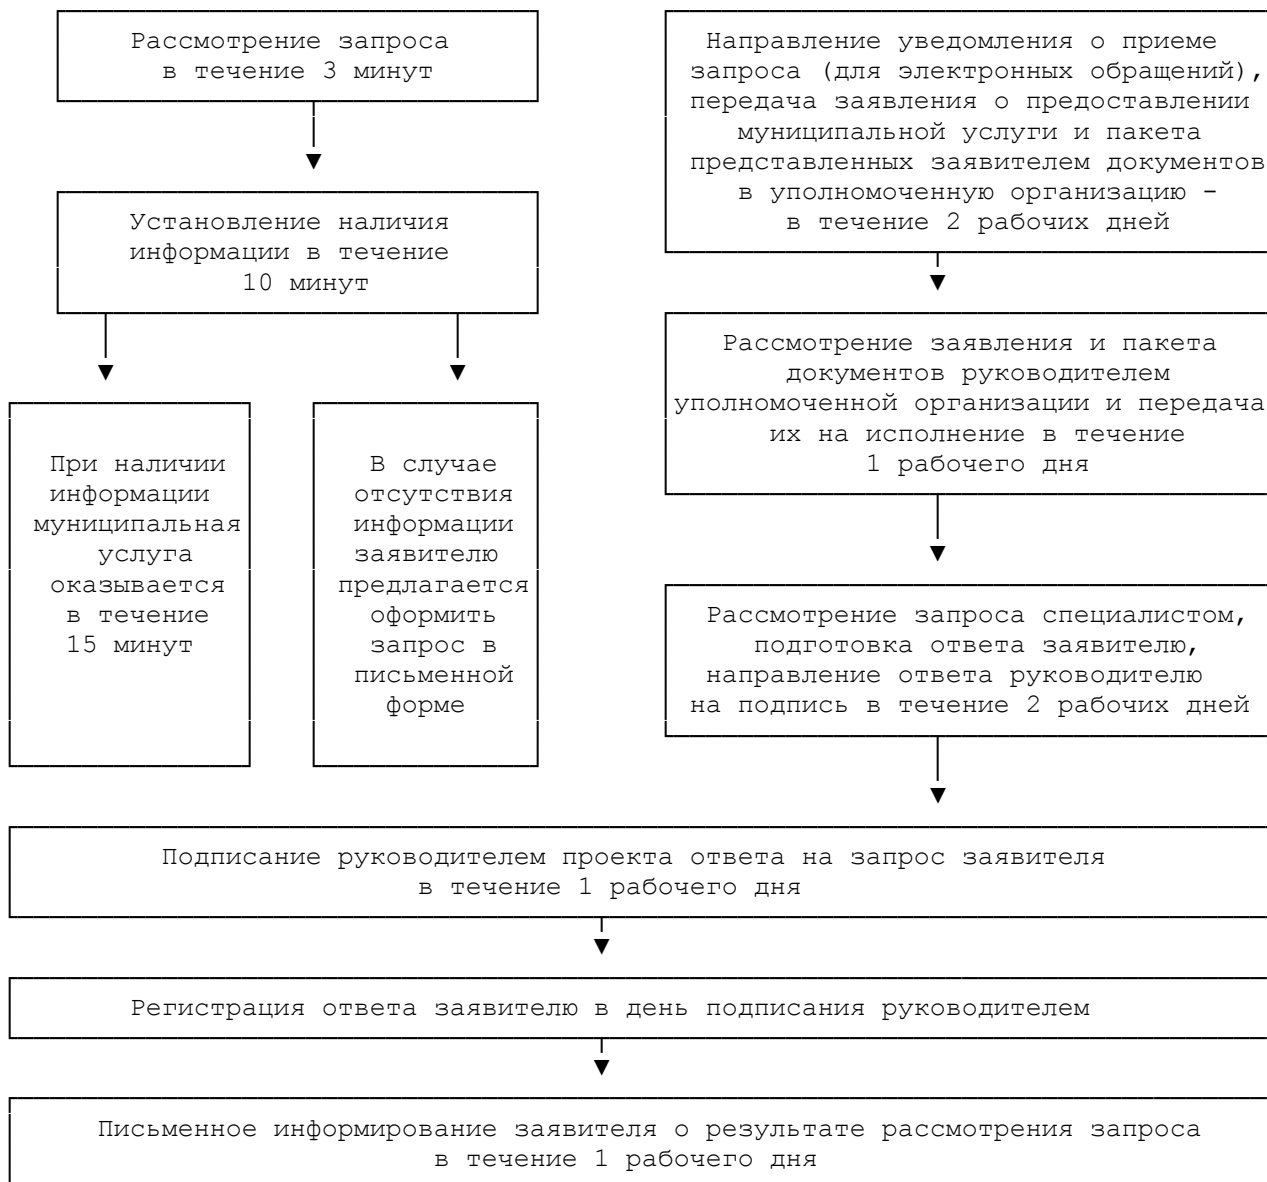 Рассмотрение запроса
в течение 3 минут
Установление наличия
информации в течение
10 минут
При наличии
информации
муниципальная
услуга
оказывается
в течение
15 минут
В случае
отсутствия
информации
заявителю
предлагается
оформить
запрос в
письменной
форме
Направление уведомления о приеме
запроса (для электронных обращений),
передача заявления о предоставлении
муниципальной услуги и пакета
представленных заявителем документов
в уполномоченную организацию -
в течение 2 рабочих дней
Рассмотрение заявления и пакета
документов руководителем
уполномоченной организации и передача
их на исполнение в течение
1 рабочего дня
Рассмотрение запроса специалистом,
подготовка ответа заявителю,
направление ответа руководителю
на подпись в течение 2 рабочих дней
Подписание руководителем проекта ответа на запрос заявителя
в течение 1 рабочего дня
Регистрация ответа заявителю в день подписания руководителем
Письменное информирование заявителя о результате рассмотрения запроса
в течение 1 рабочего дня